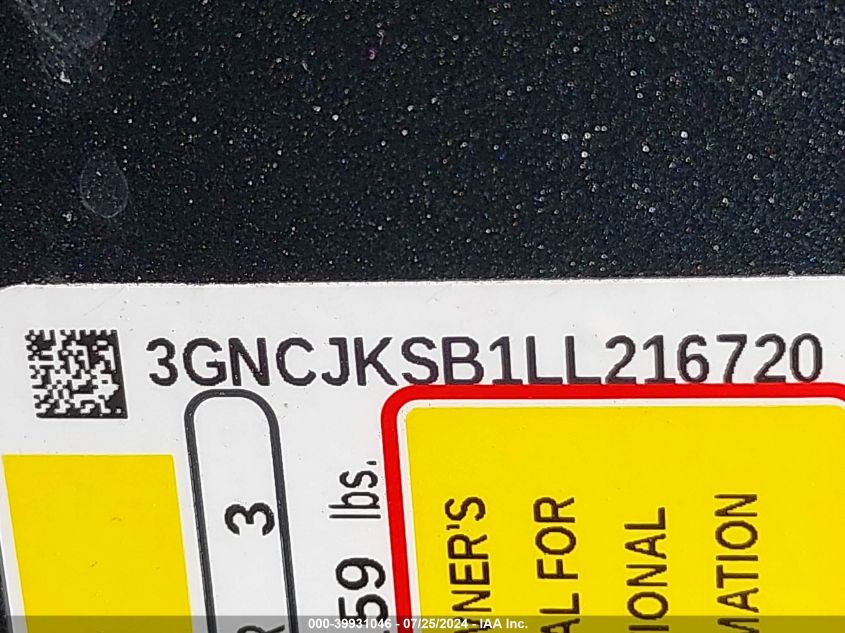 3GNCJKSB1LL216720
3
lbs.
59
R
NER'S
AL FOR
IONAL
MATION
000-39931046 - 07/25/2024 - IAA Inc.